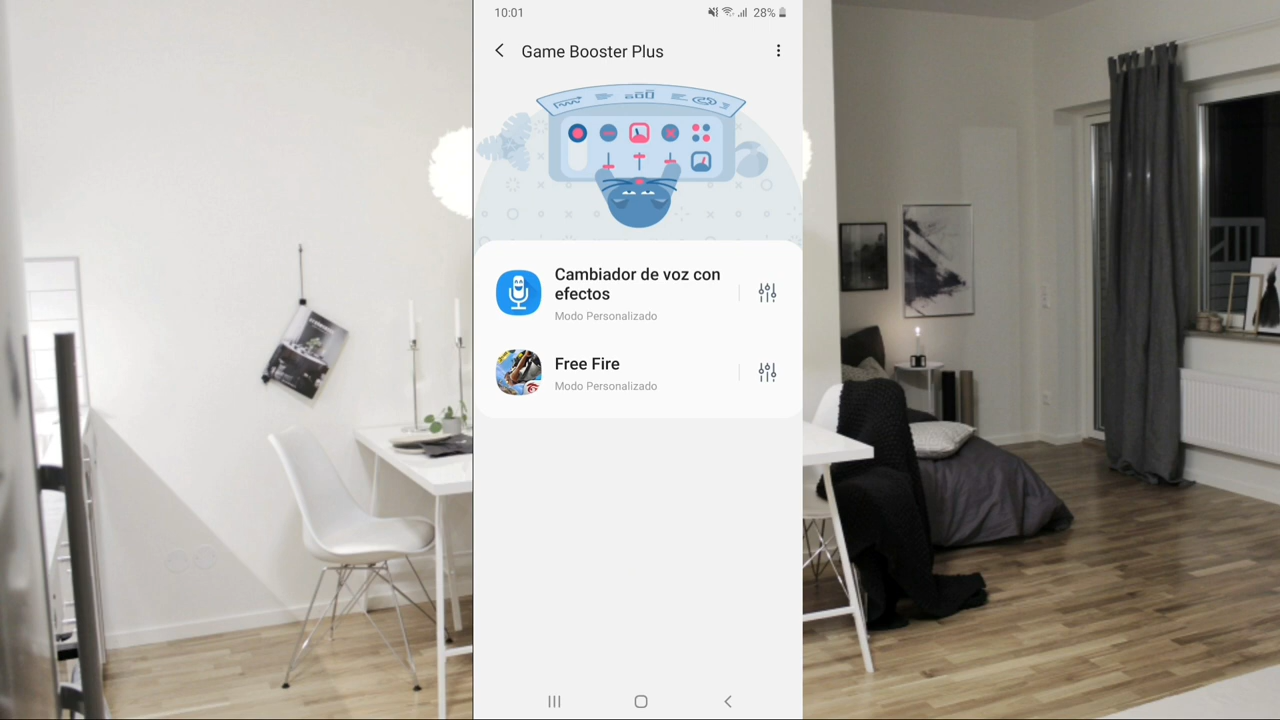 10:01
28%
Game Booster Plus
Cambiador de voz con
efectos
Modo Personalizado
Free Fire
Modo Personalizado